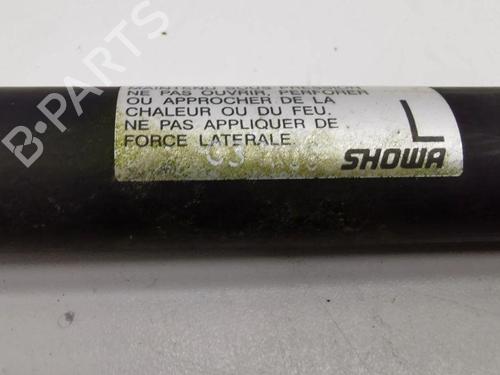 B-PARTS
NE PAS OUVRIR, PERFORER
OU APPROCHER DE LA
CHALEUR OU DU FEU.
NE PAS APPLIQUER DE
FORCE LATERALE
L
03
SHOWA